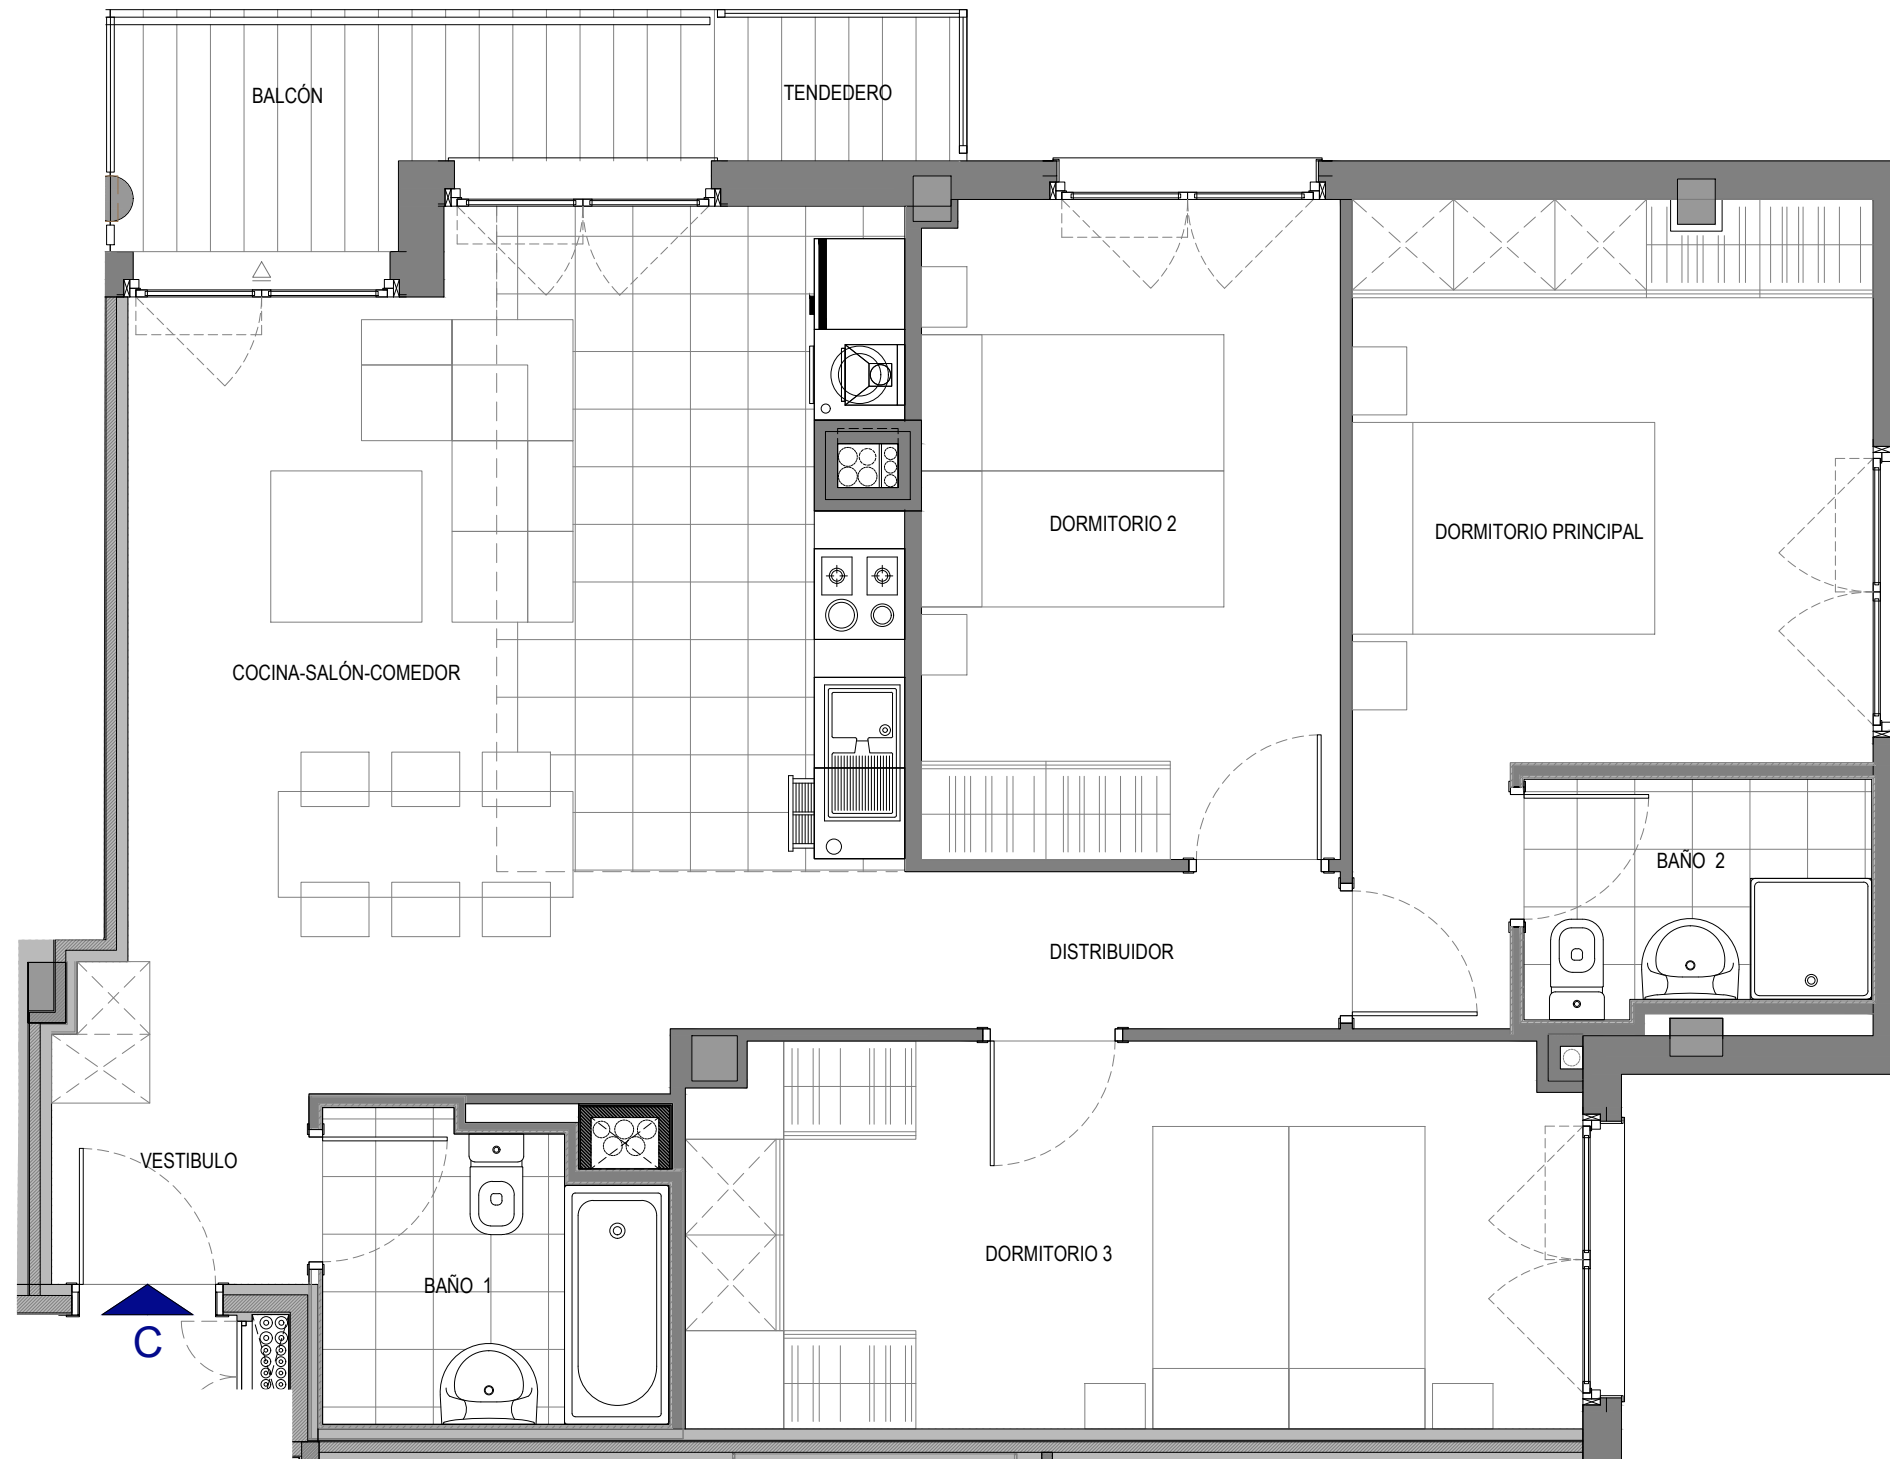 BALCÓN
TENDEDERO
DORMITORIO 2
DORMITORIO PRINCIPAL
COCINA-SALÓN-COMEDOR
BAÑO  2
DISTRIBUIDOR
VESTIBULO
DORMITORIO 3
BAÑO  1
C